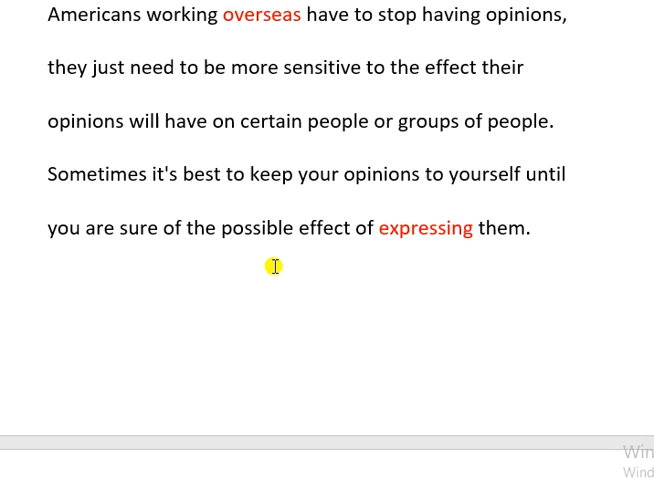 Americans working overseas have to stop having opinions,
they just need to be more sensitive to the effect their
opinions will have on certain people or groups of people.
Sometimes it's best to keep your opinions to yourself until
you are sure of the possible effect of expressing them.
Win
Wind